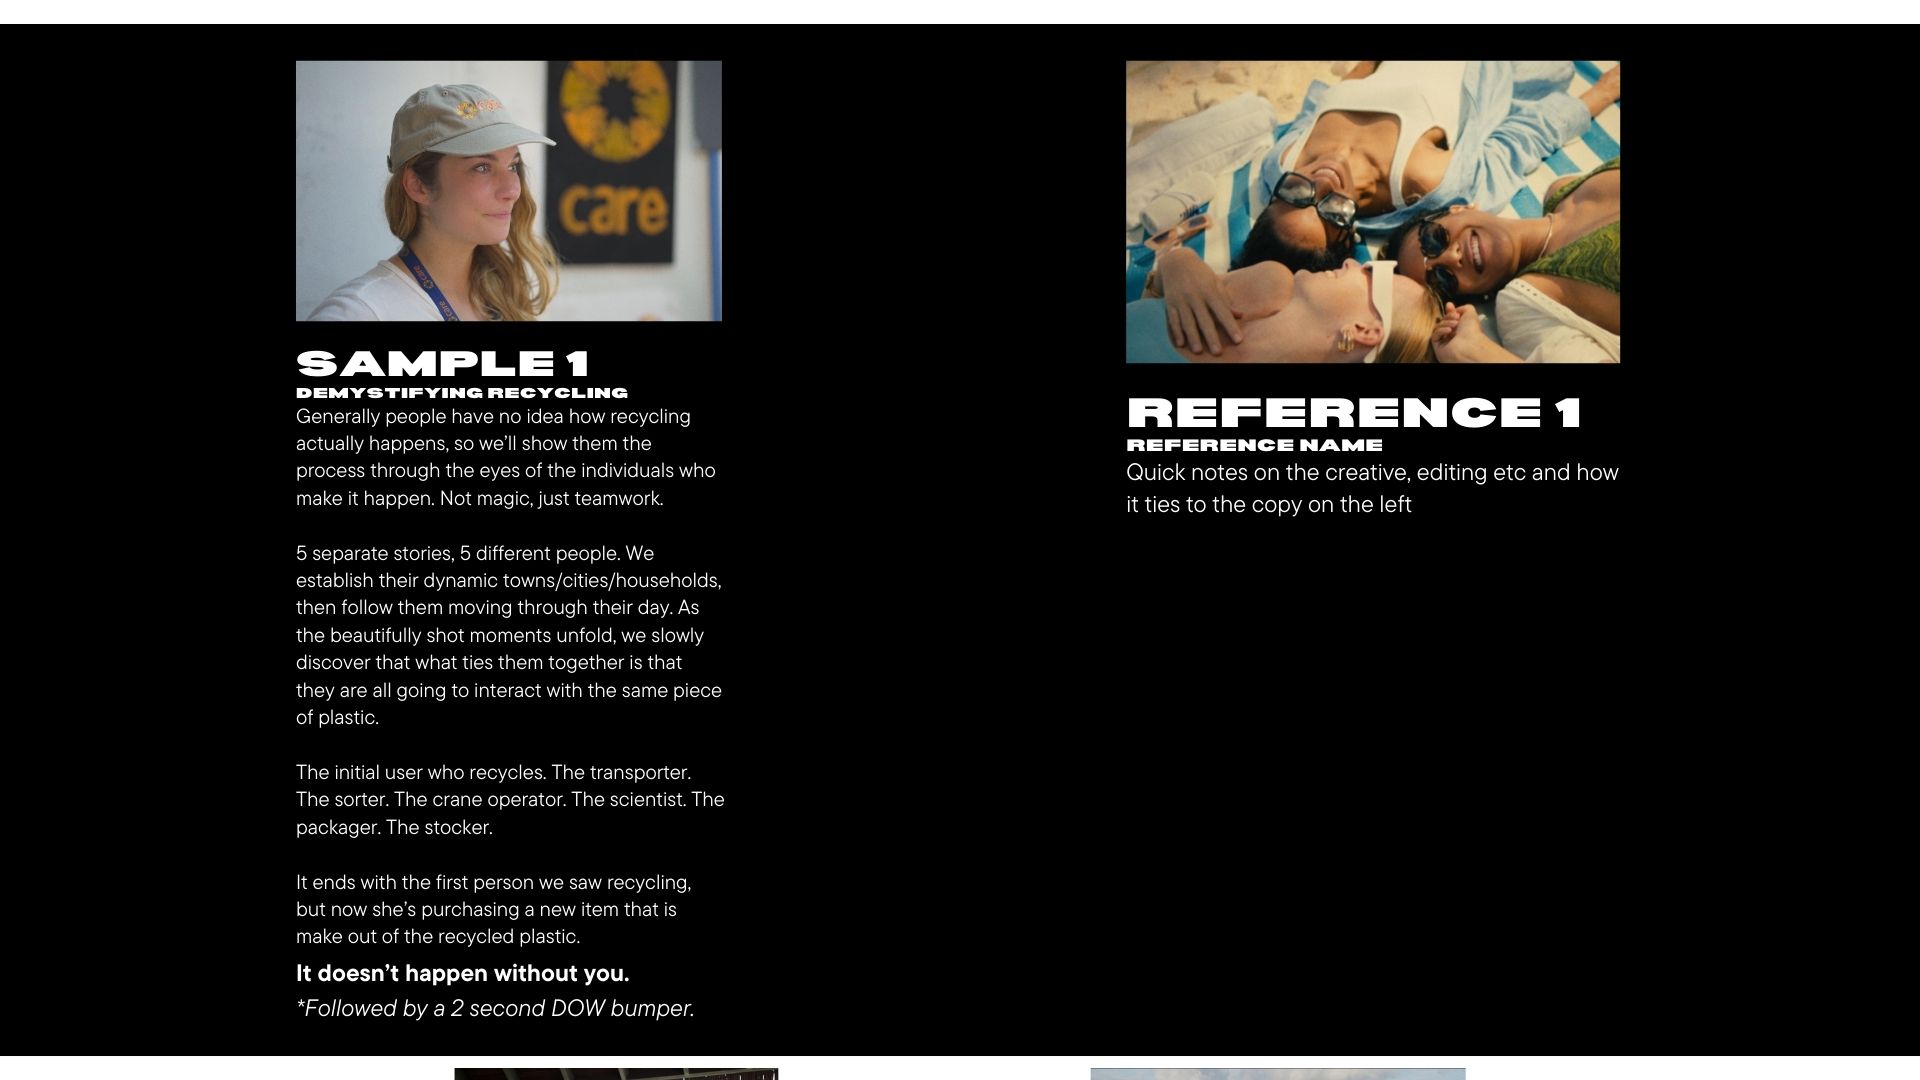 care
SAMPLE 1
DEMYSTIFYING RECYCLING
Generally people have no idea how recycling
actually happens, so we’ll show them the
process through the eyes of the individuals who
make it happen. Not magic, just teamwork.
5 separate stories, 5 different people. We
establish their dynamic towns/cities/households,
then follow them moving through their day. As
the beautifully shot moments unfold, we slowly
discover that what ties them together is that
they are all going to interact with the same piece
of plastic.
The initial user who recycles. The transporter.
The sorter. The crane operator. The scientist. The
packager. The stocker.
It ends with the first person we saw recycling,
but now she’s purchasing a new item that is
make out of the recycled plastic.
It doesn’t happen without you.
*Followed by a 2 second DOW bumper.
REFERENCE 1
REFERENCE NAME
Quick notes on the creative, editing etc and how
it ties to the copy on the left